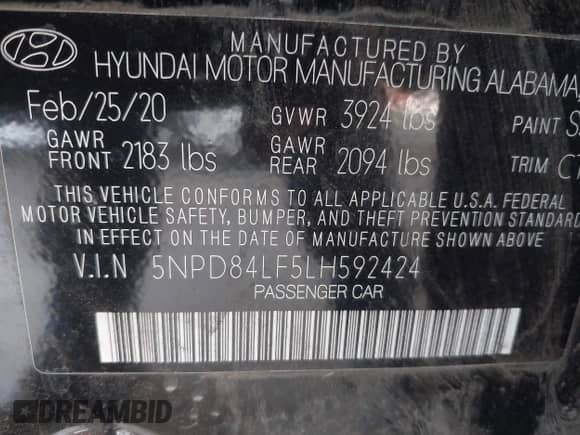 MANUFACTURED BY
HYUNDAI MOTOR MANUFACTURING ALABAMA,
Feb/25/20 GVWR 3924 lbs PAINT
GAWR FRONT 2183 lbs GAWR REAR 2094 lbs TRIM
THIS VEHICLE CONFORMS TO ALL APPLICABLE U.S.A. FEDERAL
MOTOR VEHICLE SAFETY, BUMPER, AND THEFT PREVENTION STANDARD
IN EFFECT ON THE DATE OF MANUFACTURE SHOWN ABOVE
V.I.N 5NPD84LF5LH592424
PASSENGER CAR
DREAMBID